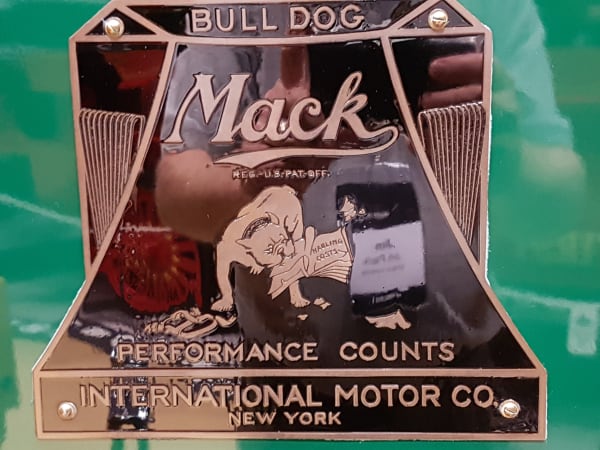 BULL DOG
Mack
REG.-U.S.PAT.OFF.
HAULING
COSTS
PERFORMANCE COUNTS
INTERNATIONAL MOTOR CO.
NEW YORK